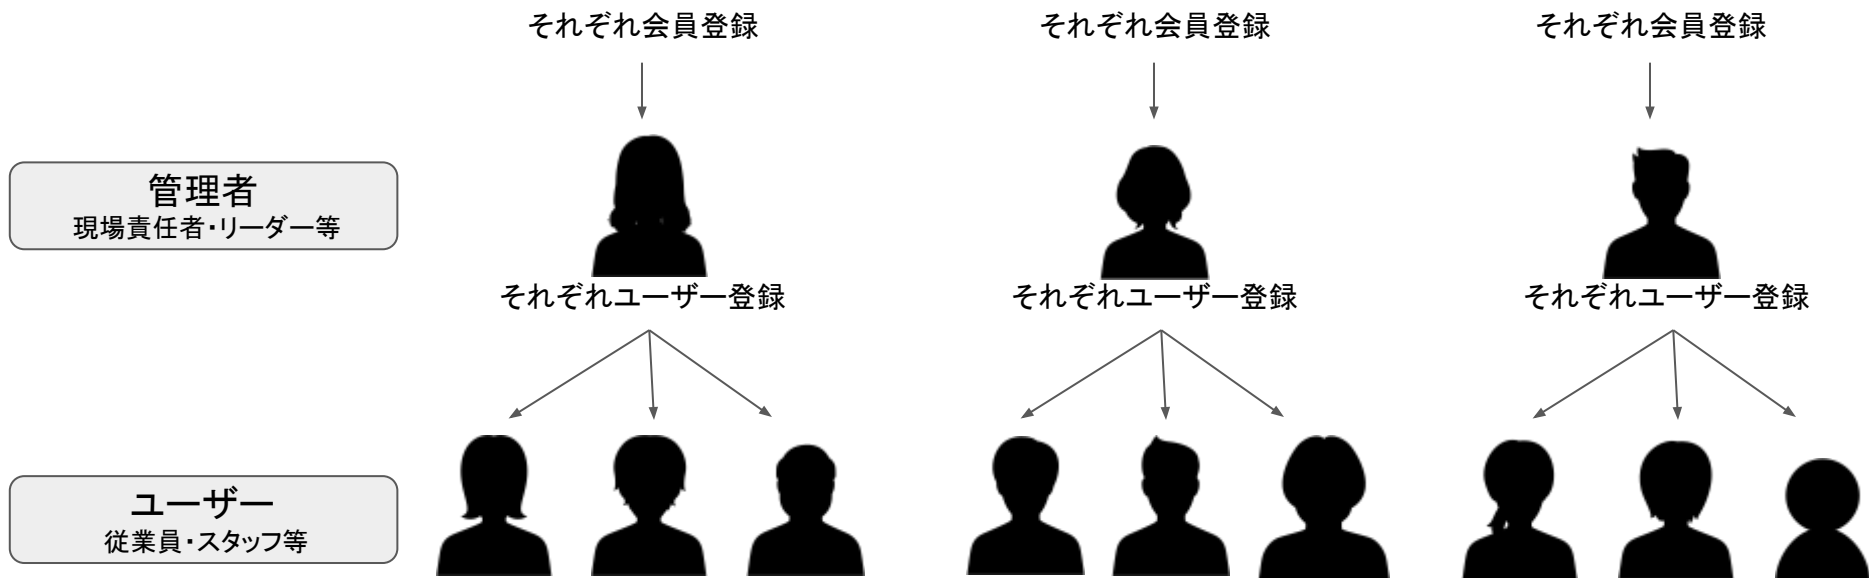 それぞれ会員登録
それぞれ会員登録
それぞれ会員登録
管理者
現場責任者・リーダー等
それぞれユーザー登録
それぞれユーザー登録
それぞれユーザー登録
ユーザー
従業員・スタッフ等